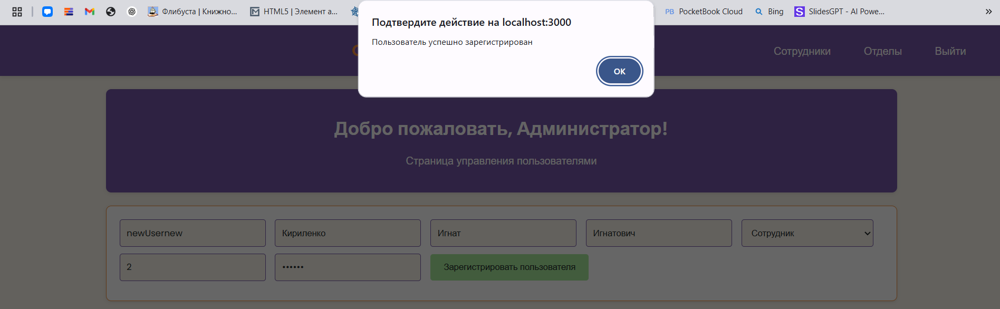 Флибуста | Книжно...
HTML5 | Элемент а...
PB PocketBook Cloud
Bing
S SlidesGPT - AI Powe...
Подтвердите действие на localhost:3000
Пользователь успешно зарегистрирован
ОК
Сотрудники
Отделы
Выйти
Добро пожаловать, Администратор!
Страница управления пользователями
newUsernew
Кириленко
Игнат
Игнатович
Сотрудник
2
••••••
Зарегистрировать пользователя